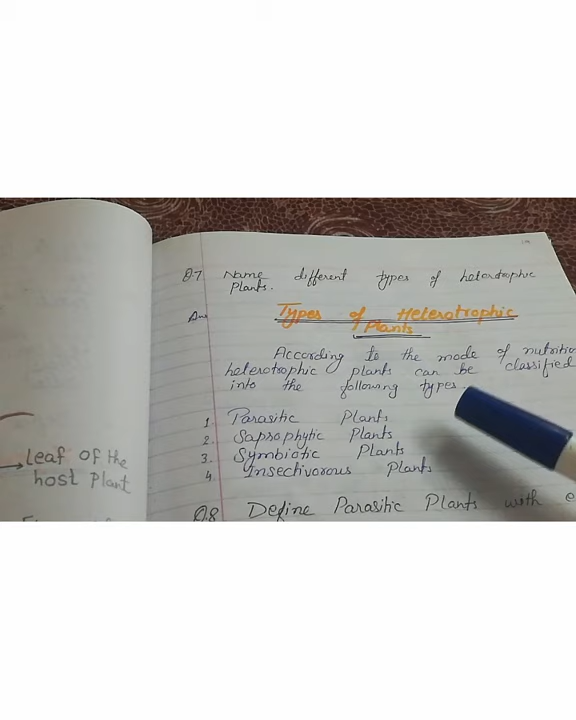 leaf of the
host plant
Q.7 Name different types of heterotrophic
plants.
Ans Types of Heterotrophic
Plants
According to the mode of nutrition
heterotrophic plants can be classified
into the following types.
1. Parasitic Plants
2. Saprophytic Plants
3. Symbiotic Plants
4. Insectivorous Plants
Q.8 Define Parasitic Plants with